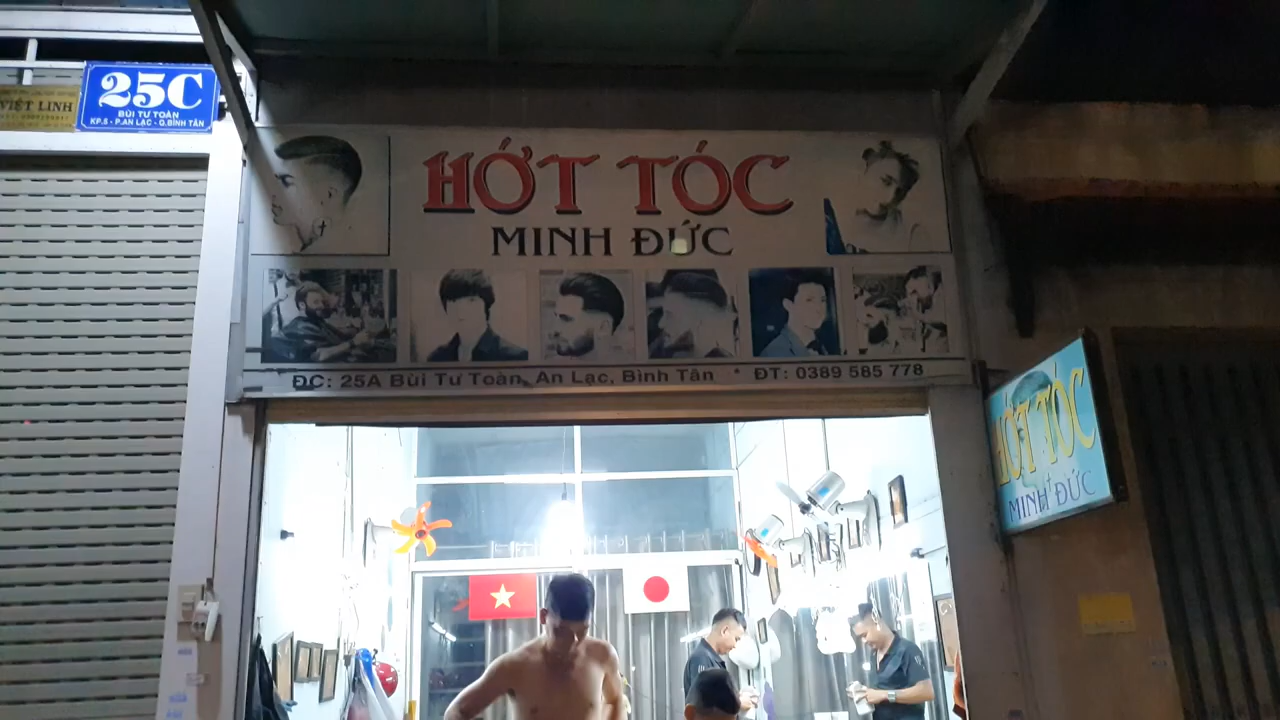 25C
BÙI TƯ TOÀN
KP.5 - P.AN LẠC - Q.BÌNH TÂN
VIỆT LINH
HỚT TÓC
MINH ĐỨC
ĐC: 25A Bùi Tư Toàn, An Lạc, Bình Tân * ĐT: 0389 585 778
HỚT TÓC
MINH ĐỨC